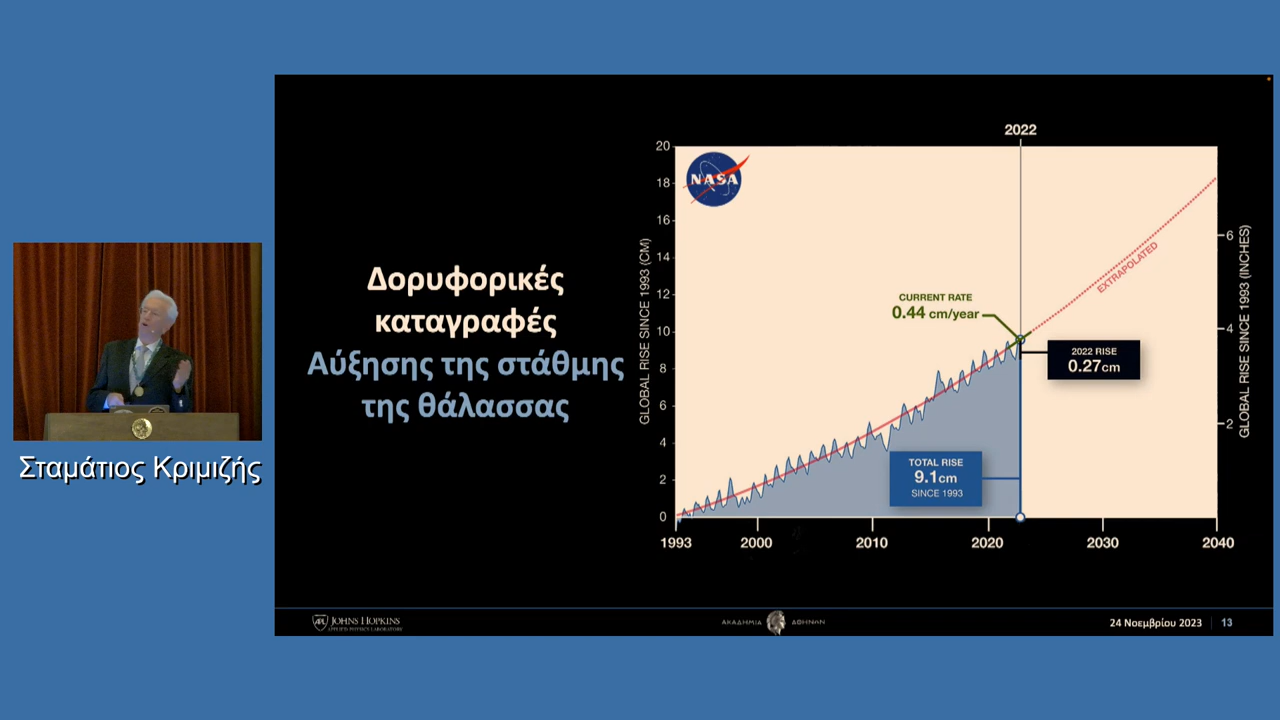 Σταμάτιος Κριμιζής
Δορυφορικές
καταγραφές
Αύξησης της στάθμης
της θάλασσας
2022
NASA
GLOBAL RISE SINCE 1993 (CM)
20
18
16
14
12
10
8
6
4
2
0
1993
2000
2010
2020
2030
2040
CURRENT RATE
0.44 cm/year
EXTRAPOLATED
2022 RISE
0.27cm
TOTAL RISE
9.1cm
SINCE 1993
6
4
2
GLOBAL RISE SINCE 1993 (INCHES)
APL JOHNS HOPKINS
APPLIED PHYSICS LABORATORY
ΑΚΑΔΗΜΙΑ ΑΘΗΝΩΝ
24 Νοεμβρίου 2023
13